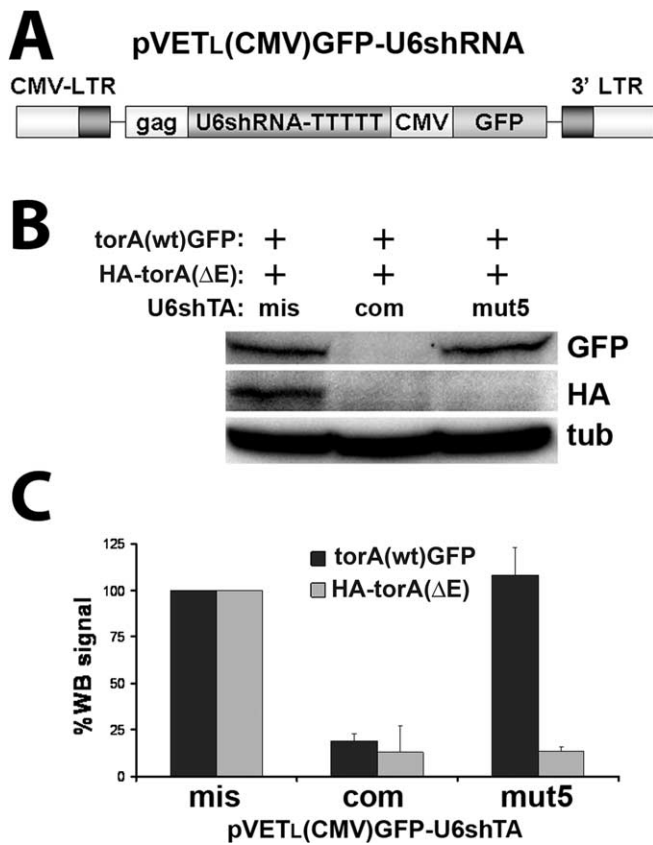 A
pVETL(CMV)GFP-U6shRNA
CMV-LTR 3' LTR
gag U6shRNA-TTTTT CMV GFP
B
torA(wt)GFP: + + +
HA-torA(ΔE): + + +
U6shTA: mis com mut5
GFP
HA
tub
C
%WB signal
125
100
75
50
25
0
torA(wt)GFP
HA-torA(ΔE)
mis com mut5
pVETL(CMV)GFP-U6shTA